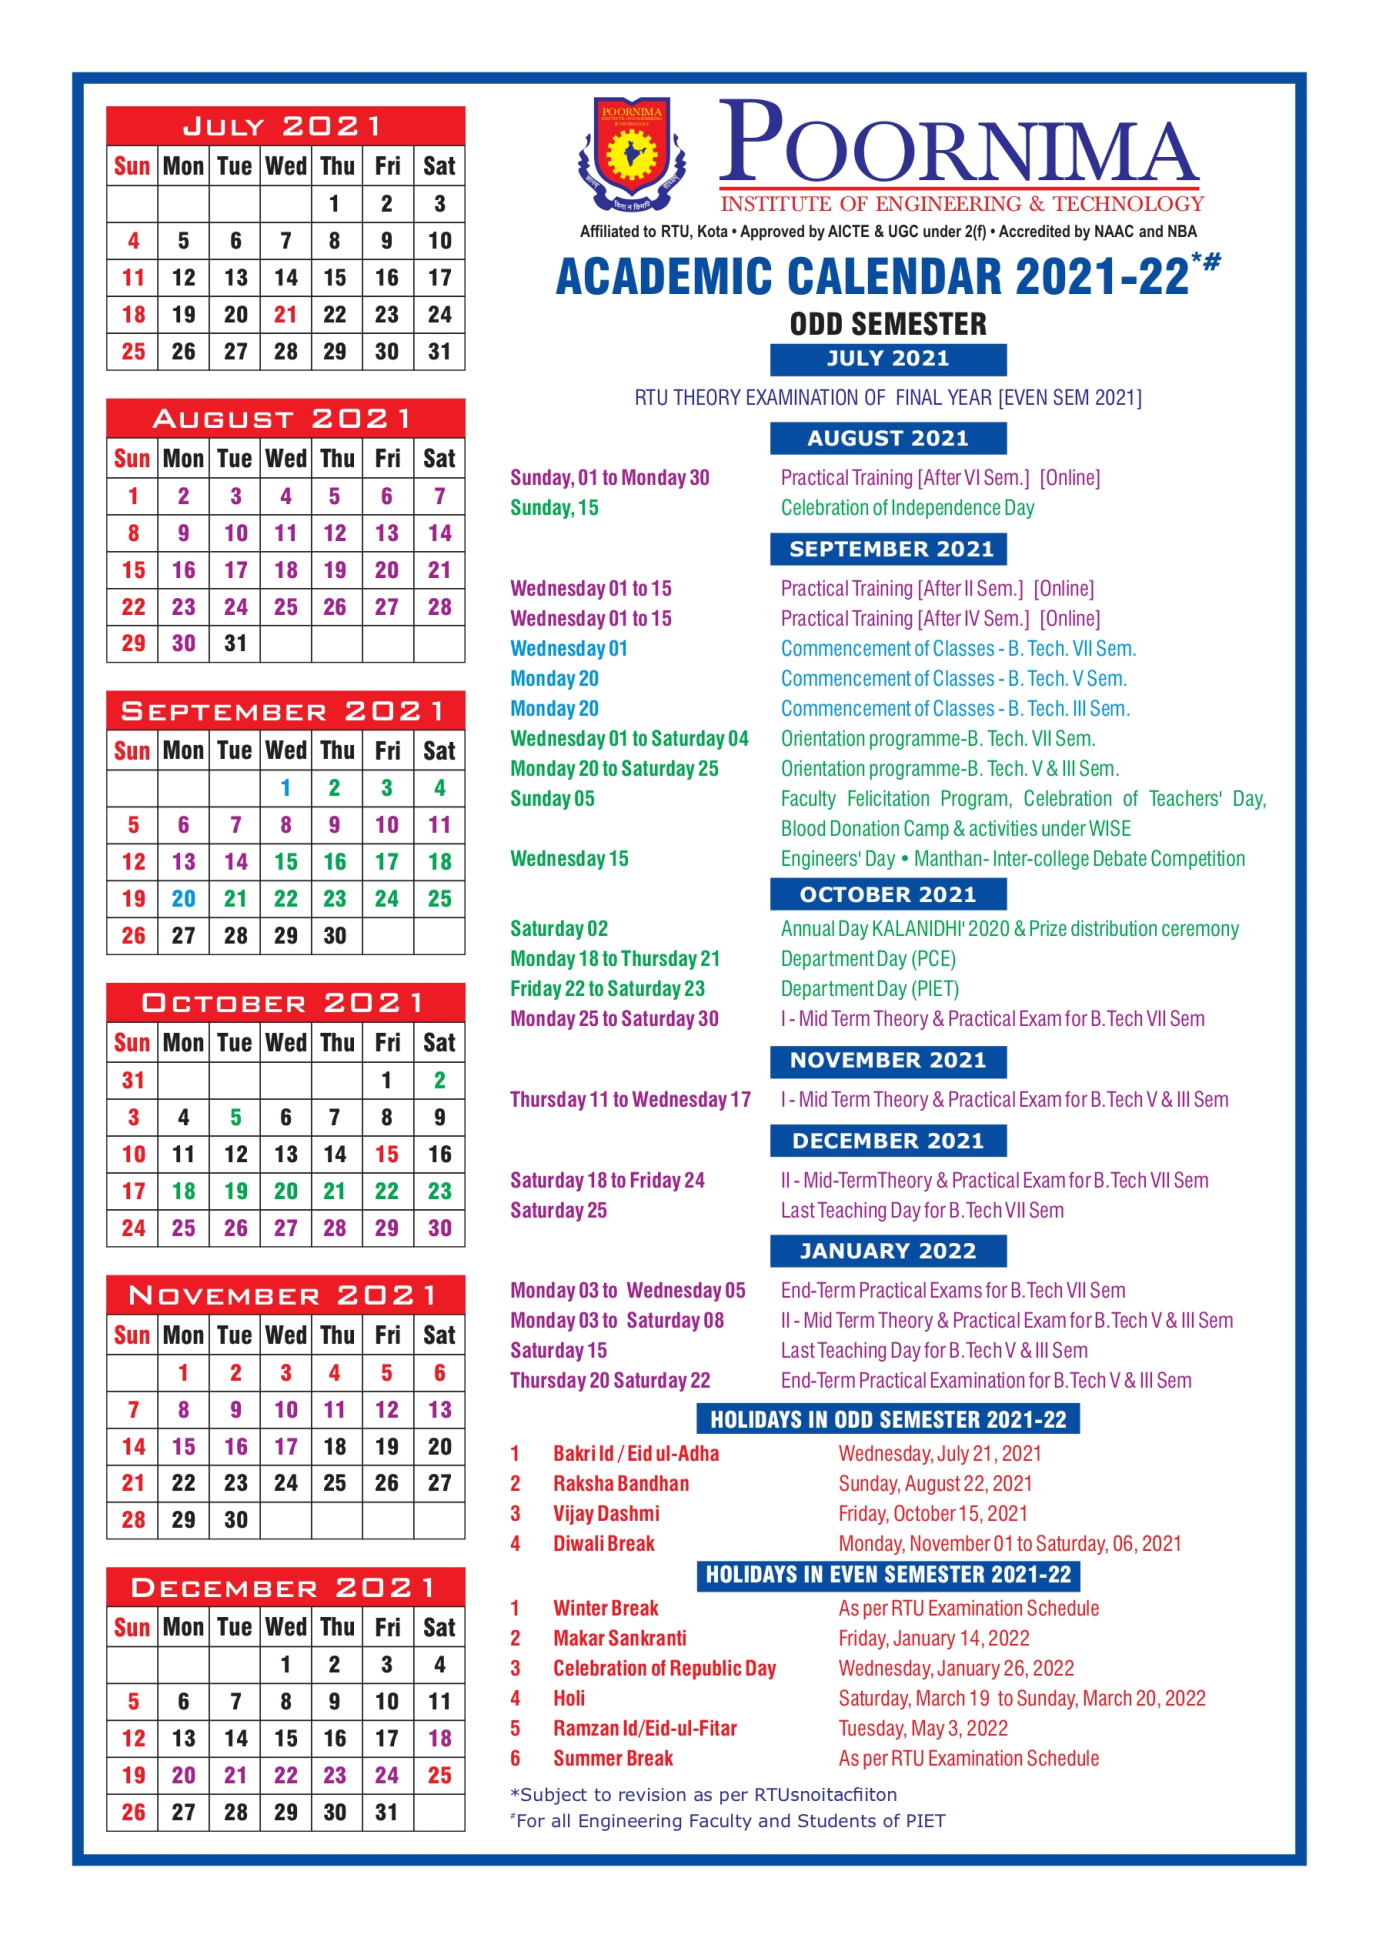 JULY 2021
Sun Mon Tue Wed Thu Fri Sat
1 2 3
4 5 6 7 8 9 10
11 12 13 14 15 16 17
18 19 20 21 22 23 24
25 26 27 28 29 30 31
AUGUST 2021
Sun Mon Tue Wed Thu Fri Sat
1 2 3 4 5 6 7
8 9 10 11 12 13 14
15 16 17 18 19 20 21
22 23 24 25 26 27 28
29 30 31
SEPTEMBER 2021
Sun Mon Tue Wed Thu Fri Sat
1 2 3 4
5 6 7 8 9 10 11
12 13 14 15 16 17 18
19 20 21 22 23 24 25
26 27 28 29 30
OCTOBER 2021
Sun Mon Tue Wed Thu Fri Sat
31 1 2
3 4 5 6 7 8 9
10 11 12 13 14 15 16
17 18 19 20 21 22 23
24 25 26 27 28 29 30
NOVEMBER 2021
Sun Mon Tue Wed Thu Fri Sat
1 2 3 4 5 6
7 8 9 10 11 12 13
14 15 16 17 18 19 20
21 22 23 24 25 26 27
28 29 30
DECEMBER 2021
Sun Mon Tue Wed Thu Fri Sat
1 2 3 4
5 6 7 8 9 10 11
12 13 14 15 16 17 18
19 20 21 22 23 24 25
26 27 28 29 30 31
POORNIMA
INSTITUTE OF ENGINEERING
& TECHNOLOGY
POORNIMA
INSTITUTE OF ENGINEERING & TECHNOLOGY
Affiliated to RTU, Kota • Approved by AICTE & UGC under 2(f) • Accredited by NAAC and NBA
ACADEMIC CALENDAR 2021-22*#
ODD SEMESTER
JULY 2021
RTU THEORY EXAMINATION OF FINAL YEAR [EVEN SEM 2021]
AUGUST 2021
Sunday, 01 to Monday 30 Practical Training [After VI Sem.] [Online]
Sunday, 15 Celebration of Independence Day
SEPTEMBER 2021
Wednesday 01 to 15 Practical Training [After II Sem.] [Online]
Wednesday 01 to 15 Practical Training [After IV Sem.] [Online]
Wednesday 01 Commencement of Classes - B. Tech. VII Sem.
Monday 20 Commencement of Classes - B. Tech. V Sem.
Monday 20 Commencement of Classes - B. Tech. III Sem.
Wednesday 01 to Saturday 04 Orientation programme-B. Tech. VII Sem.
Monday 20 to Saturday 25 Orientation programme-B. Tech. V & III Sem.
Sunday 05 Faculty Felicitation Program, Celebration of Teachers' Day,
Blood Donation Camp & activities under WISE
Wednesday 15 Engineers' Day • Manthan- Inter-college Debate Competition
OCTOBER 2021
Saturday 02 Annual Day KALANIDHI' 2020 & Prize distribution ceremony
Monday 18 to Thursday 21 Department Day (PCE)
Friday 22 to Saturday 23 Department Day (PIET)
Monday 25 to Saturday 30 I - Mid Term Theory & Practical Exam for B.Tech VII Sem
NOVEMBER 2021
Thursday 11 to Wednesday 17 I - Mid Term Theory & Practical Exam for B.Tech V & III Sem
DECEMBER 2021
Saturday 18 to Friday 24 II - Mid-TermTheory & Practical Exam for B.Tech VII Sem
Saturday 25 Last Teaching Day for B.Tech VII Sem
JANUARY 2022
Monday 03 to Wednesday 05 End-Term Practical Exams for B.Tech VII Sem
Monday 03 to Saturday 08 II - Mid Term Theory & Practical Exam for B.Tech V & III Sem
Saturday 15 Last Teaching Day for B.Tech V & III Sem
Thursday 20 Saturday 22 End-Term Practical Examination for B.Tech V & III Sem
HOLIDAYS IN ODD SEMESTER 2021-22
1 Bakri Id / Eid ul-Adha Wednesday, July 21, 2021
2 Raksha Bandhan Sunday, August 22, 2021
3 Vijay Dashmi Friday, October 15, 2021
4 Diwali Break Monday, November 01 to Saturday, 06, 2021
HOLIDAYS IN EVEN SEMESTER 2021-22
1 Winter Break As per RTU Examination Schedule
2 Makar Sankranti Friday, January 14, 2022
3 Celebration of Republic Day Wednesday, January 26, 2022
4 Holi Saturday, March 19 to Sunday, March 20, 2022
5 Ramzan Id/Eid-ul-Fitar Tuesday, May 3, 2022
6 Summer Break As per RTU Examination Schedule
*Subject to revision as per RTUsnoitacfiiton
#For all Engineering Faculty and Students of PIET